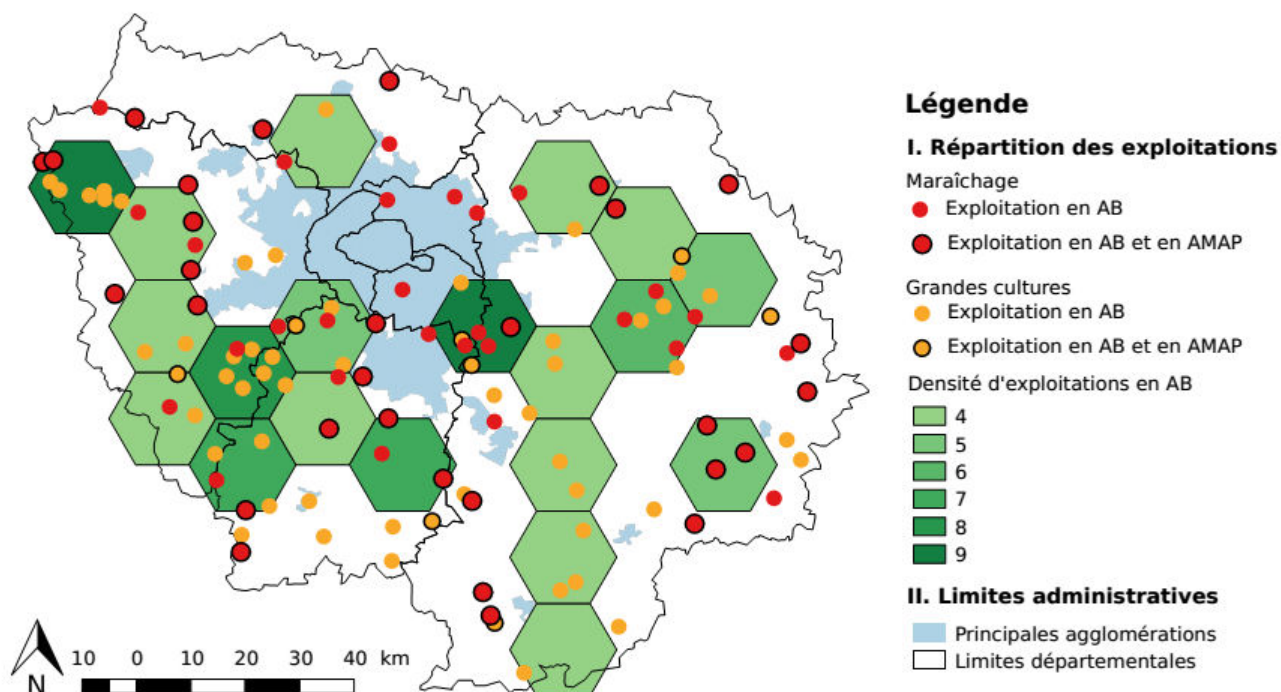 Légende
I. Répartition des exploitations
Maraîchage
Exploitation en AB
Exploitation en AB et en AMAP
Grandes cultures
Exploitation en AB
Exploitation en AB et en AMAP
Densité d'exploitations en AB
4
5
6
7
8
9
II. Limites administratives
Principales agglomérations
Limites départementales
10 0 10 20 30 40 km
N